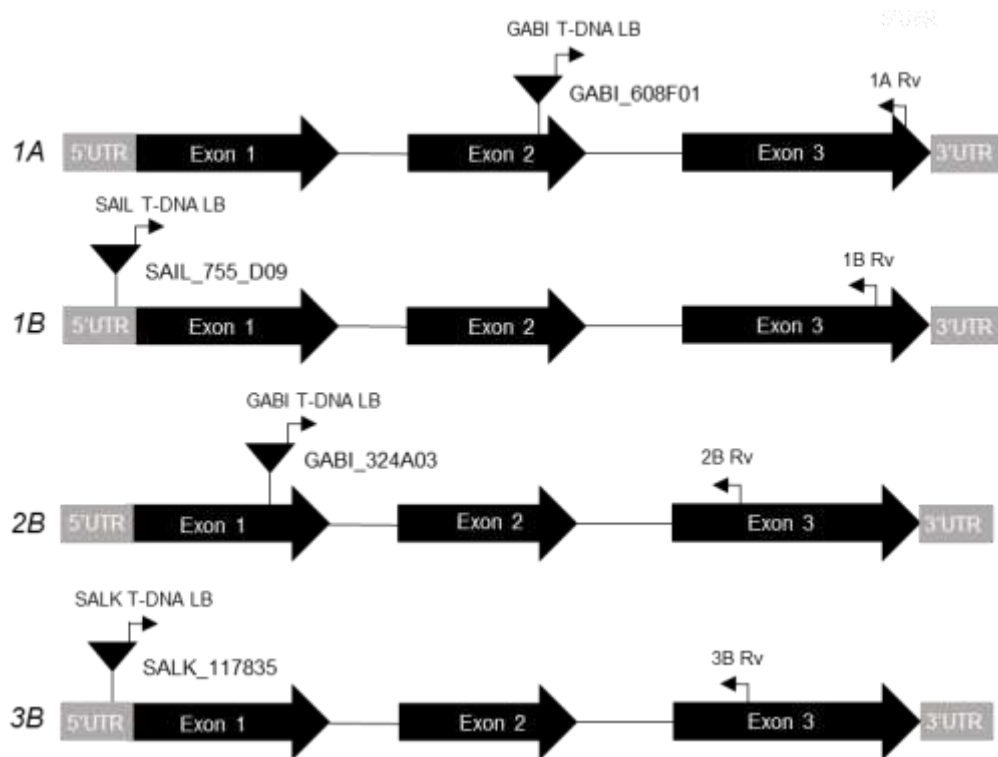 GABI T-DNA LB
GABI_608F01
1A Rv
1A 5'UTR Exon 1 Exon 2 Exon 3 3'UTR
SAIL T-DNA LB
SAIL_755_D09
1B Rv
1B 5'UTR Exon 1 Exon 2 Exon 3 3'UTR
GABI T-DNA LB
GABI_324A03
2B Rv
2B 5'UTR Exon 1 Exon 2 Exon 3 3'UTR
SALK T-DNA LB
SALK_117835
3B Rv
3B 5'UTR Exon 1 Exon 2 Exon 3 3'UTR